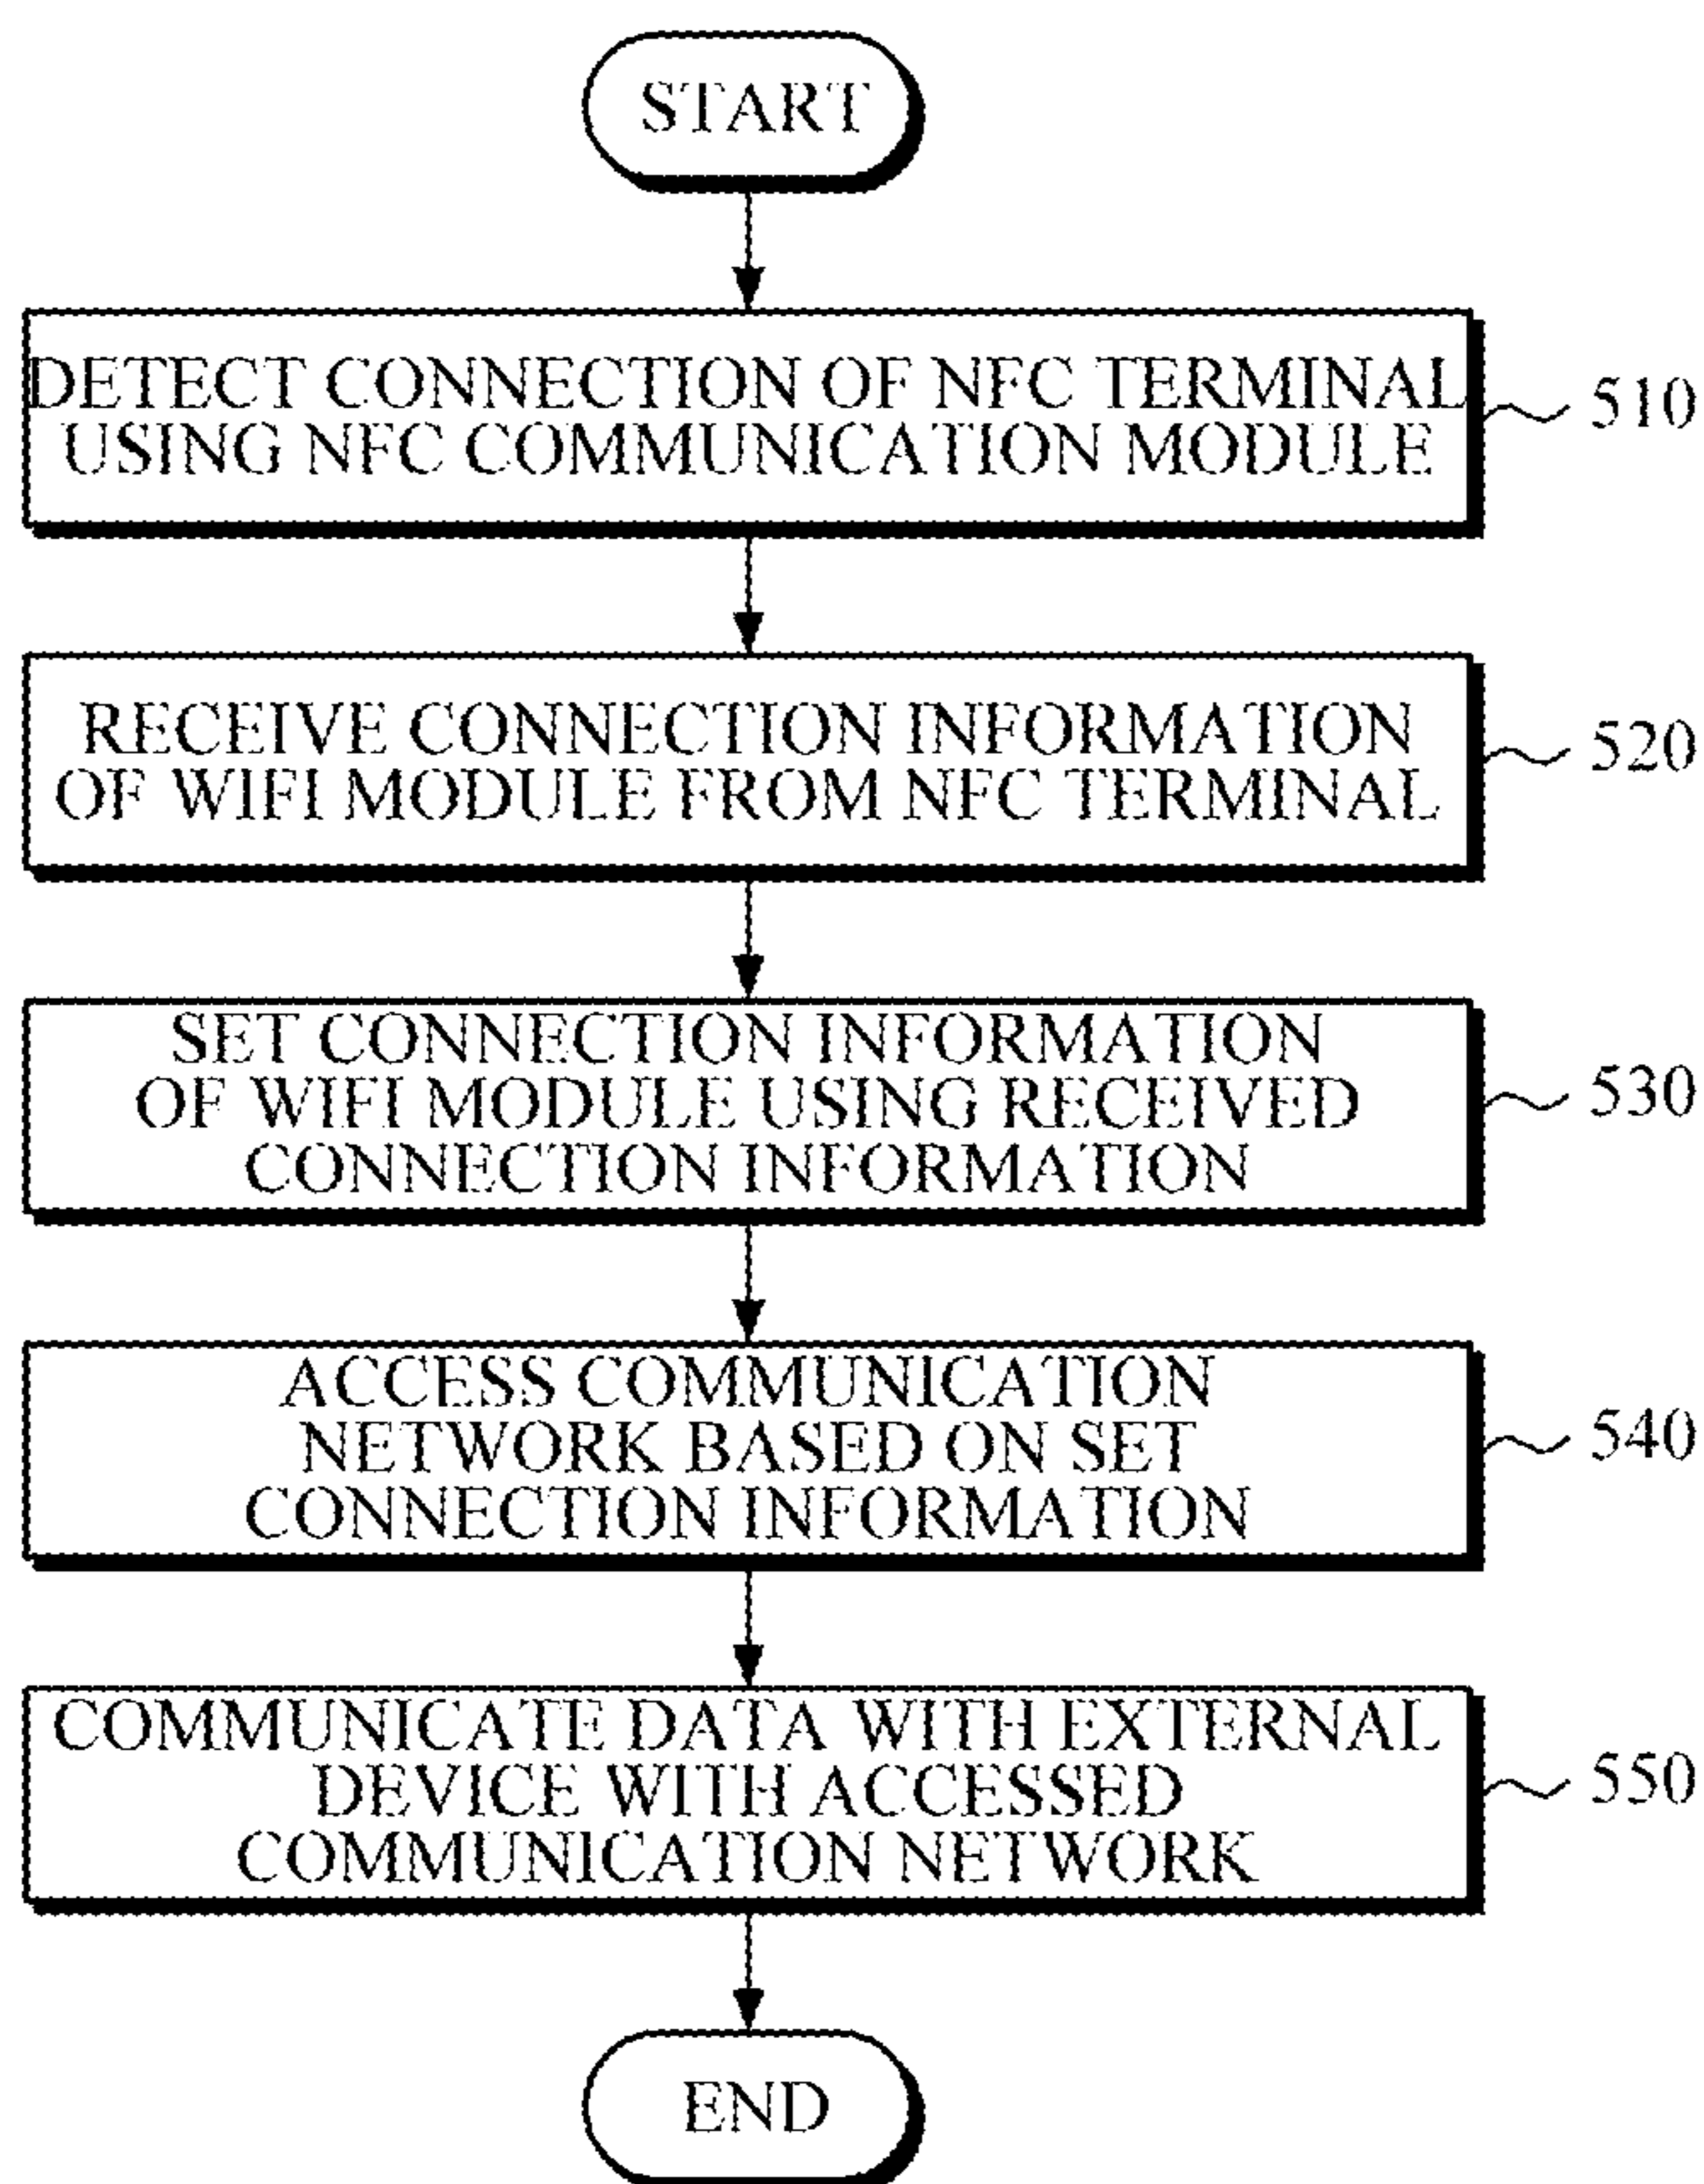 START
DETECT CONNECTION OF NFC TERMINAL
USING NFC COMMUNICATION MODULE
510
RECEIVE CONNECTION INFORMATION
OF WIFI MODULE FROM NFC TERMINAL
520
SET CONNECTION INFORMATION
OF WIFI MODULE USING RECEIVED
CONNECTION INFORMATION
530
ACCESS COMMUNICATION
NETWORK BASED ON SET
CONNECTION INFORMATION
540
COMMUNICATE DATA WITH EXTERNAL
DEVICE WITH ACCESSED
COMMUNICATION NETWORK
550
END